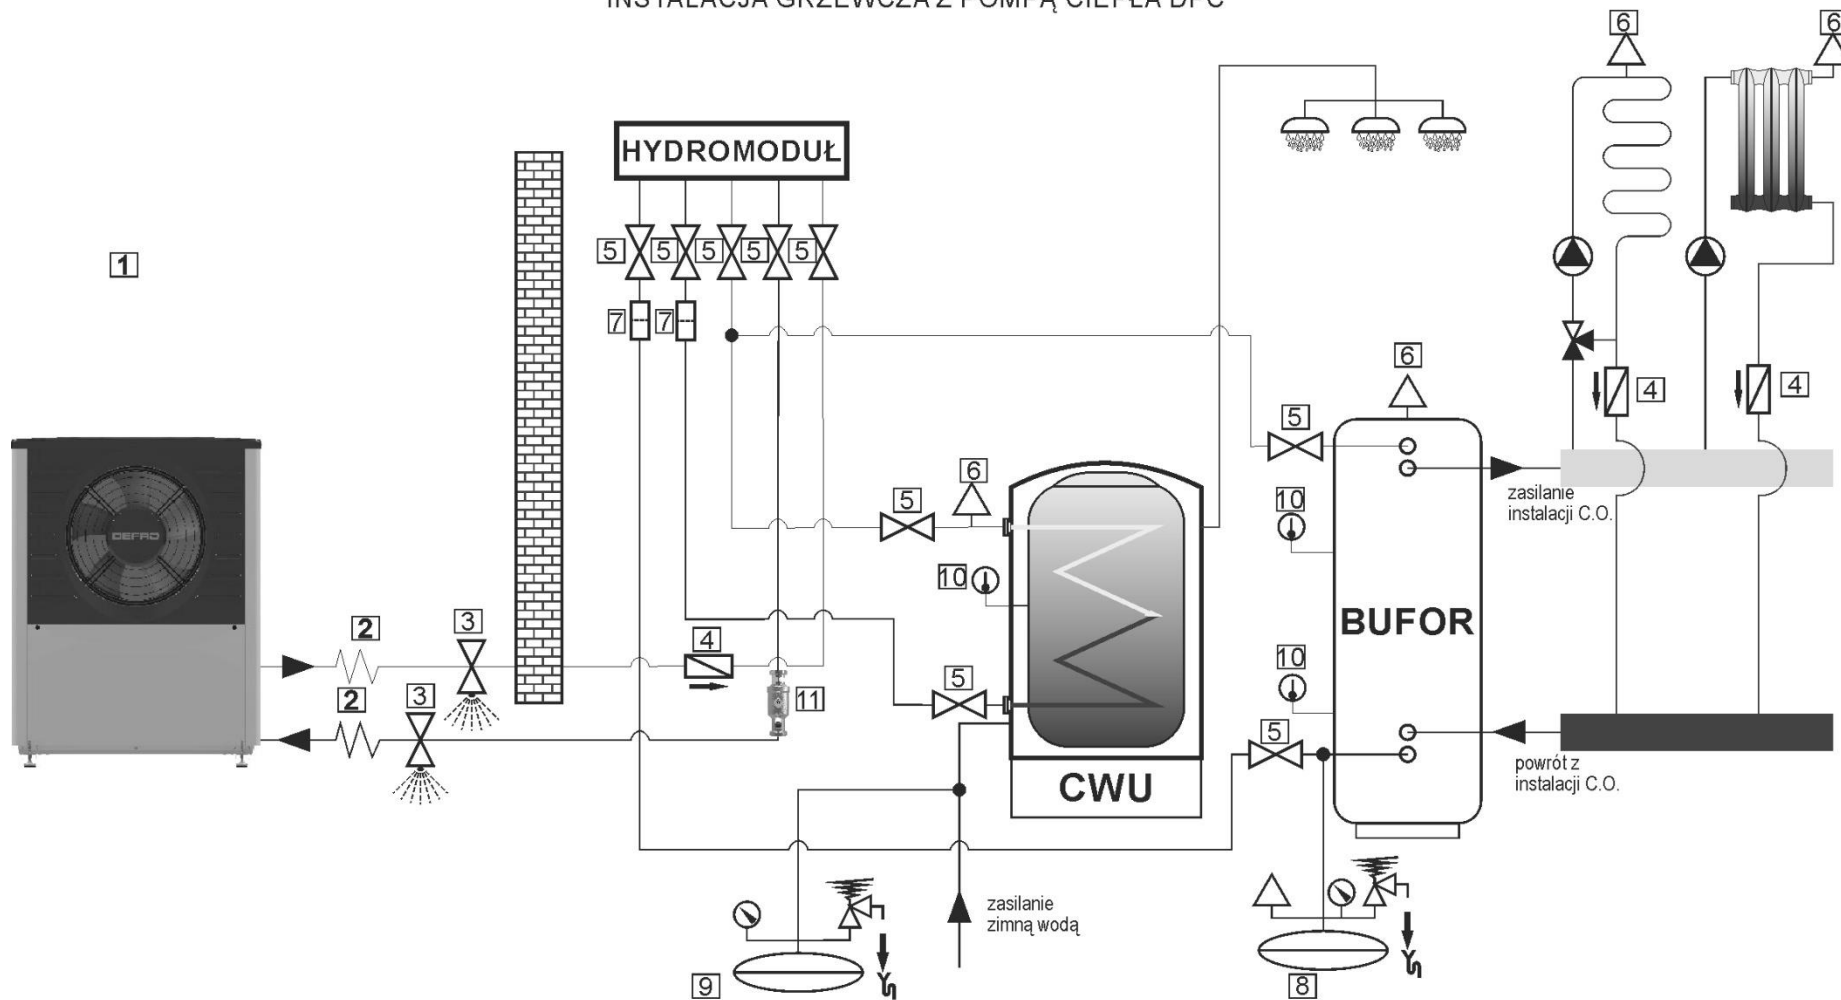 INSTALACJA GRZEWCZA Z POMPĄ CIEPŁA DPC
6
6
HYDROMODUŁ
1
5
5
5
5
5
7
7
6
4
4
5
6
5
10
zasilanie
instalacji C.O.
DEFRO
10
BUFOR
2
3
4
10
5
11
2
3
5
powrót z
instalacji C.O.
CWU
zasilanie
zimną wodą
9
8